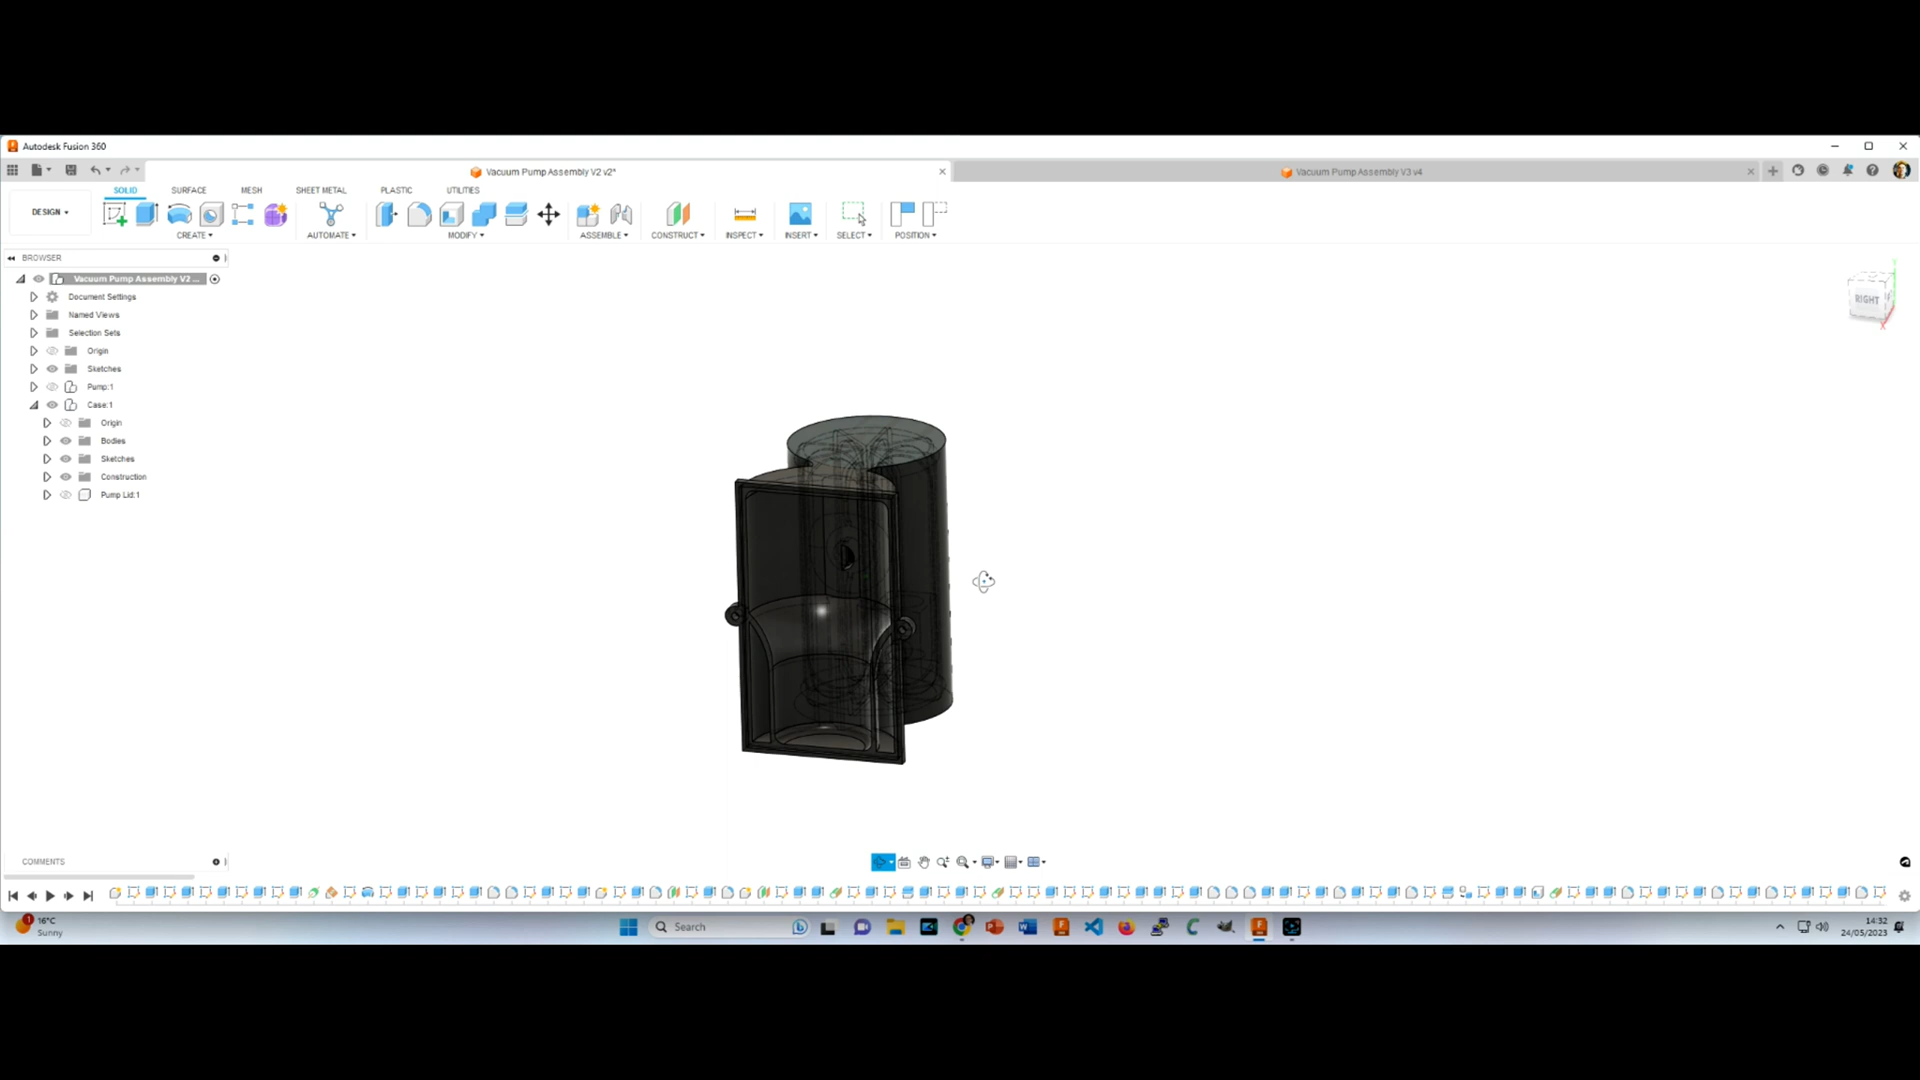 Autodesk Fusion 360
Vacuum Pump Assembly V2 v2*
Vacuum Pump Assembly V3 v4
SOLID SURFACE MESH SHEET METAL PLASTIC UTILITIES
DESIGN
CREATE AUTOMATE MODIFY ASSEMBLE CONSTRUCT INSPECT INSERT SELECT POSITION
BROWSER
Vacuum Pump Assembly V2 ...
Document Settings
Named Views
Selection Sets
Origin
Sketches
Pump:1
Case:1
Origin
Bodies
Sketches
Construction
Pump Lid:1
RIGHT
Y
X
COMMENTS
1
16°C
Sunny
Search
14:32
24/05/2023